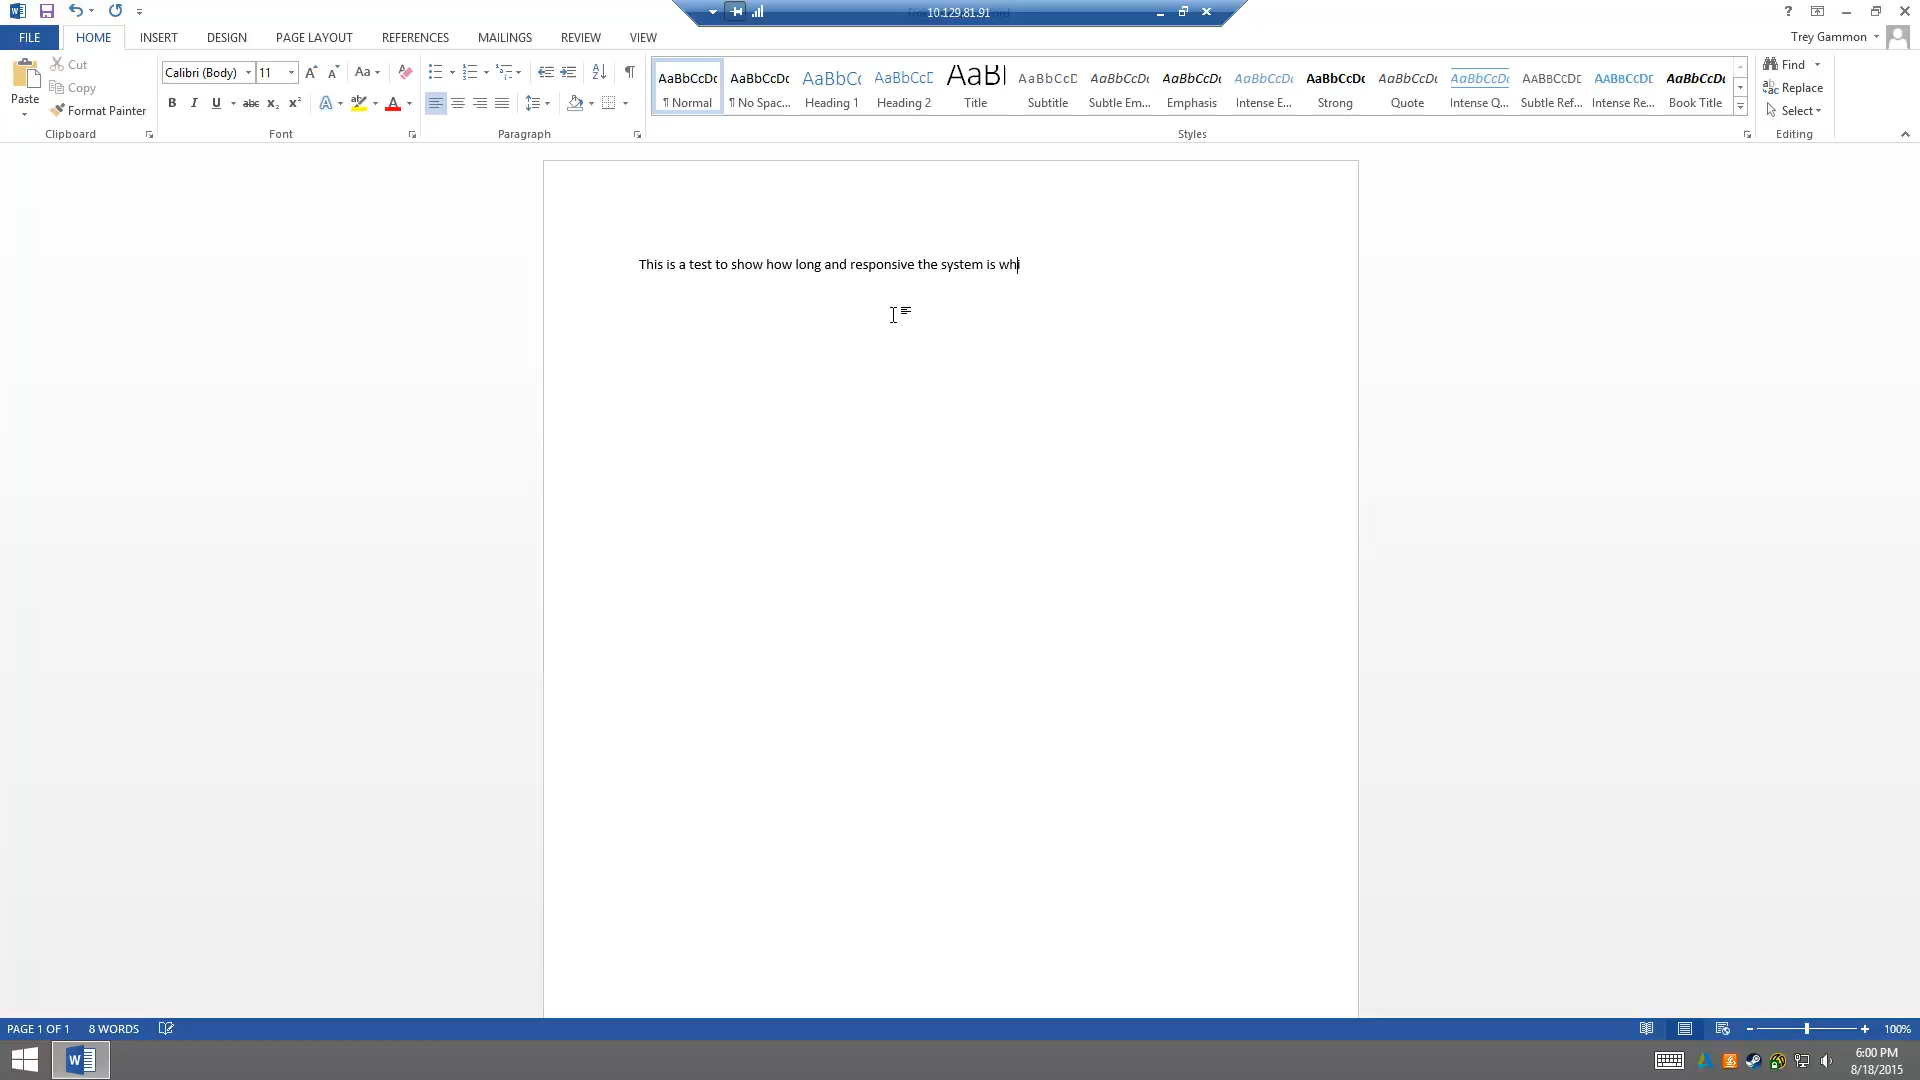 10.129.81.91
FILE HOME INSERT DESIGN PAGE LAYOUT REFERENCES MAILINGS REVIEW VIEW
Trey Gammon
Paste
Cut
Copy
Format Painter
Clipboard
Calibri (Body) 11
Font
Paragraph
AaBbCcDc AaBbCcDc AaBbC( AaBbCcD AaBl AaBbCcD AaBbCcDc AaBbCcDc AaBbCcDc AaBbCcDc AaBbCcDc AaBbCcDc AABBCCDE AABBCCDE AaBbCcDc
¶ Normal ¶ No Spac... Heading 1 Heading 2 Title Subtitle Subtle Em... Emphasis Intense E... Strong Quote Intense Q... Subtle Ref... Intense Re... Book Title
Styles
Find
Replace
Select
Editing
This is a test to show how long and responsive the system is whi
PAGE 1 OF 1 8 WORDS
100%
6:00 PM
8/18/2015